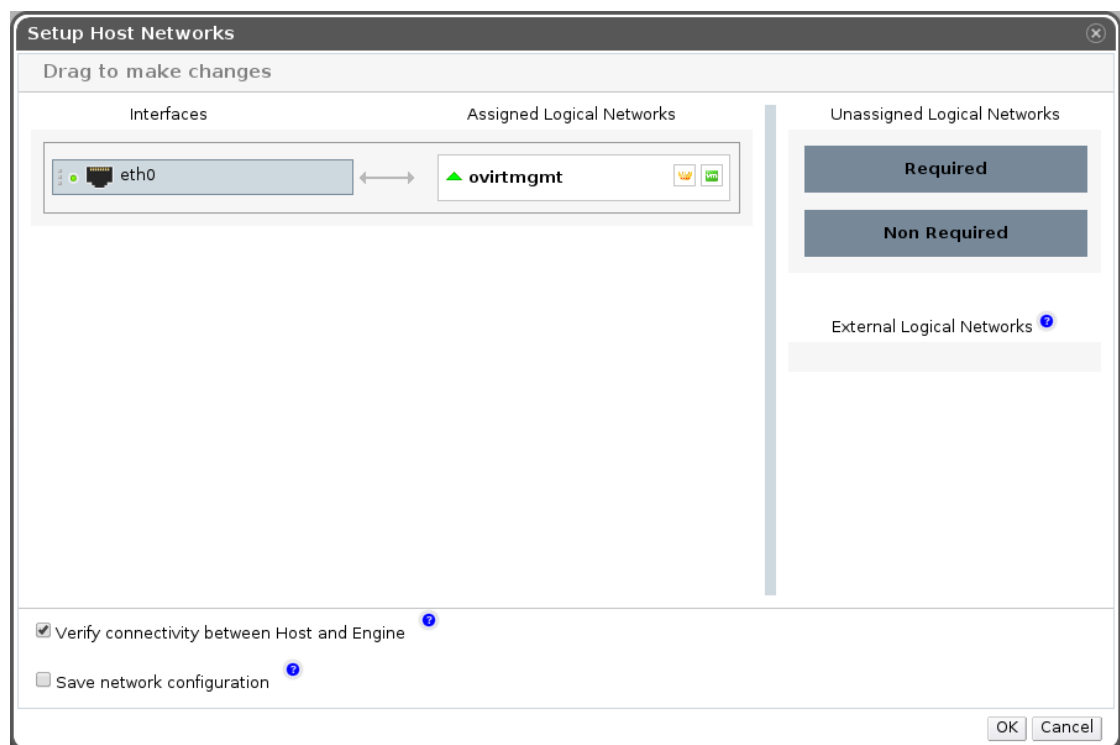 Setup Host Networks
Drag to make changes
Interfaces
Assigned Logical Networks
Unassigned Logical Networks
eth0
ovirtmgmt
vm
Required
Non Required
External Logical Networks ?
Verify connectivity between Host and Engine ?
Save network configuration ?
OK
Cancel